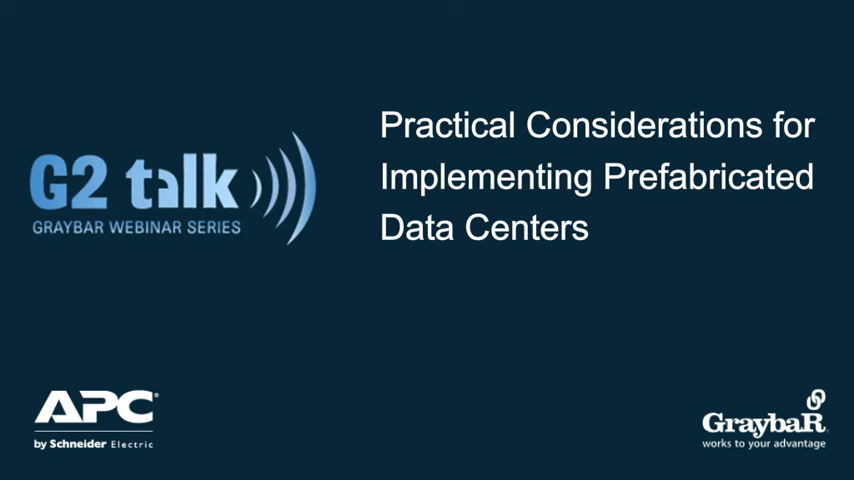 G2 talk
GRAYBAR WEBINAR SERIES
Practical Considerations for
Implementing Prefabricated
Data Centers
APC®
by Schneider Electric
GraybaR®
works to your advantage